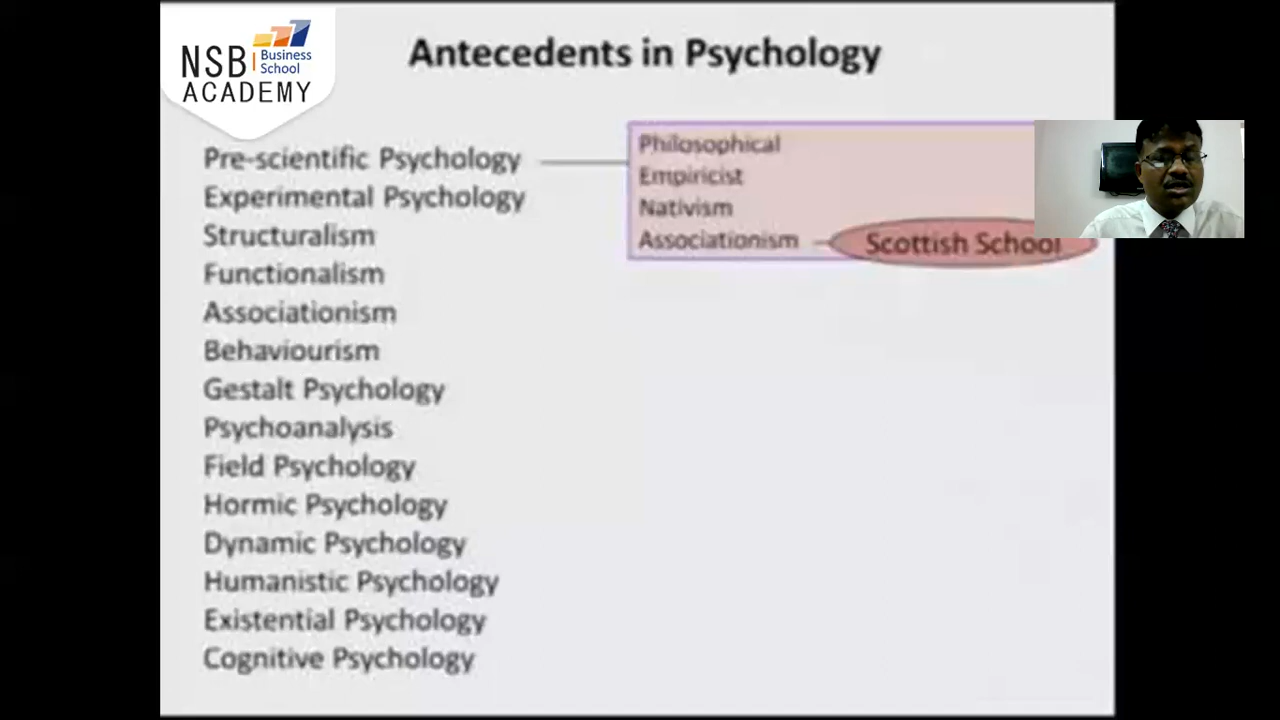 NSB Business School
ACADEMY
Antecedents in Psychology
Pre-scientific Psychology
Experimental Psychology
Structuralism
Functionalism
Associationism
Behaviourism
Gestalt Psychology
Psychoanalysis
Field Psychology
Hormic Psychology
Dynamic Psychology
Humanistic Psychology
Existential Psychology
Cognitive Psychology
Philosophical
Empiricist
Nativism
Associationism
Scottish School